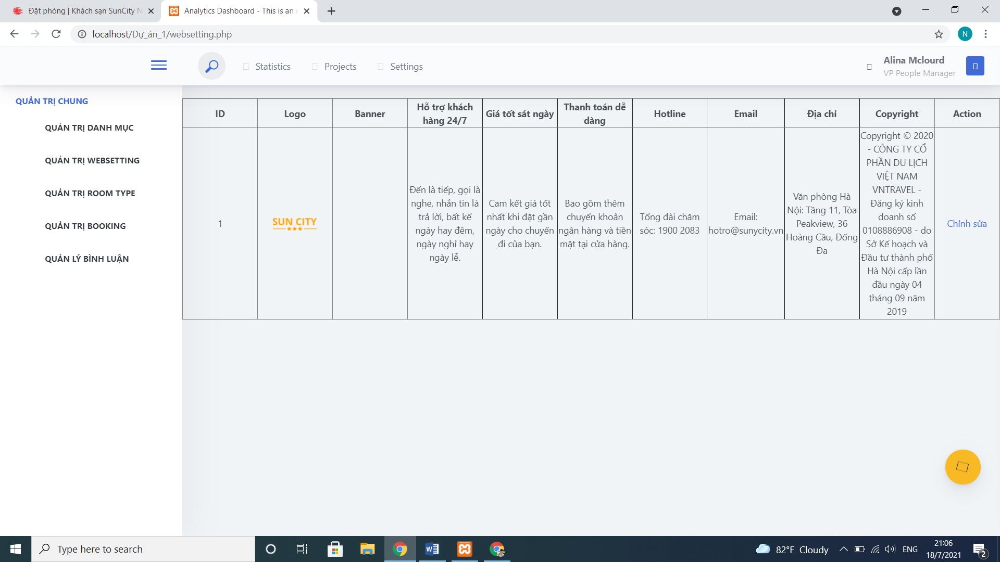 Đặt phòng | Khách sạn SunCity N
Analytics Dashboard - This is an e
localhost/Dự_án_1/websetting.php
N
Statistics
Projects
Settings
Alina Mclourd
VP People Manager
QUẢN TRỊ CHUNG
QUẢN TRỊ DANH MỤC
QUẢN TRỊ WEBSETTING
QUẢN TRỊ ROOM TYPE
QUẢN TRỊ BOOKING
QUẢN LÝ BÌNH LUẬN
ID
Logo
Banner
Hỗ trợ khách
hàng 24/7
Giá tốt sát ngày
Thanh toán dễ
dàng
Hotline
Email
Địa chỉ
Copyright
Action
1
SUN CITY
Đến là tiếp, gọi là
nghe, nhắn tin là
trả lời, bất kể
ngày hay đêm,
ngày nghỉ hay
ngày lễ.
Cam kết giá tốt
nhất khi đặt gần
ngày cho chuyến
đi của bạn.
Bao gồm thêm
chuyển khoản
ngân hàng và tiền
mặt tại cửa hàng.
Tổng đài chăm
sóc: 1900 2083
Email:
hotro@sunycity.vn
Văn phòng Hà
Nội: Tầng 11, Tòa
Peakview, 36
Hoàng Cầu, Đống
Đa
Copyright © 2020
- CÔNG TY CỔ
PHẦN DU LỊCH
VIỆT NAM
VNTRAVEL -
Đăng ký kinh
doanh số
0108886908 - do
Sở Kế hoạch và
Đầu tư thành phố
Hà Nội cấp lần
đầu ngày 04
tháng 09 năm
2019
Chỉnh sửa
Type here to search
82°F Cloudy
ENG
21:06
18/7/2021
2